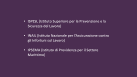 • ISPESL (Istituto Superiore per la Prevenzione e la
Sicurezza del Lavoro)
• INAIL (Istituto Nazionale per l'Assicurazione contro
gli Infortuni sul Lavoro)
• IPSEMA (Istituto di Previdenza per il Settore
Marittimo)